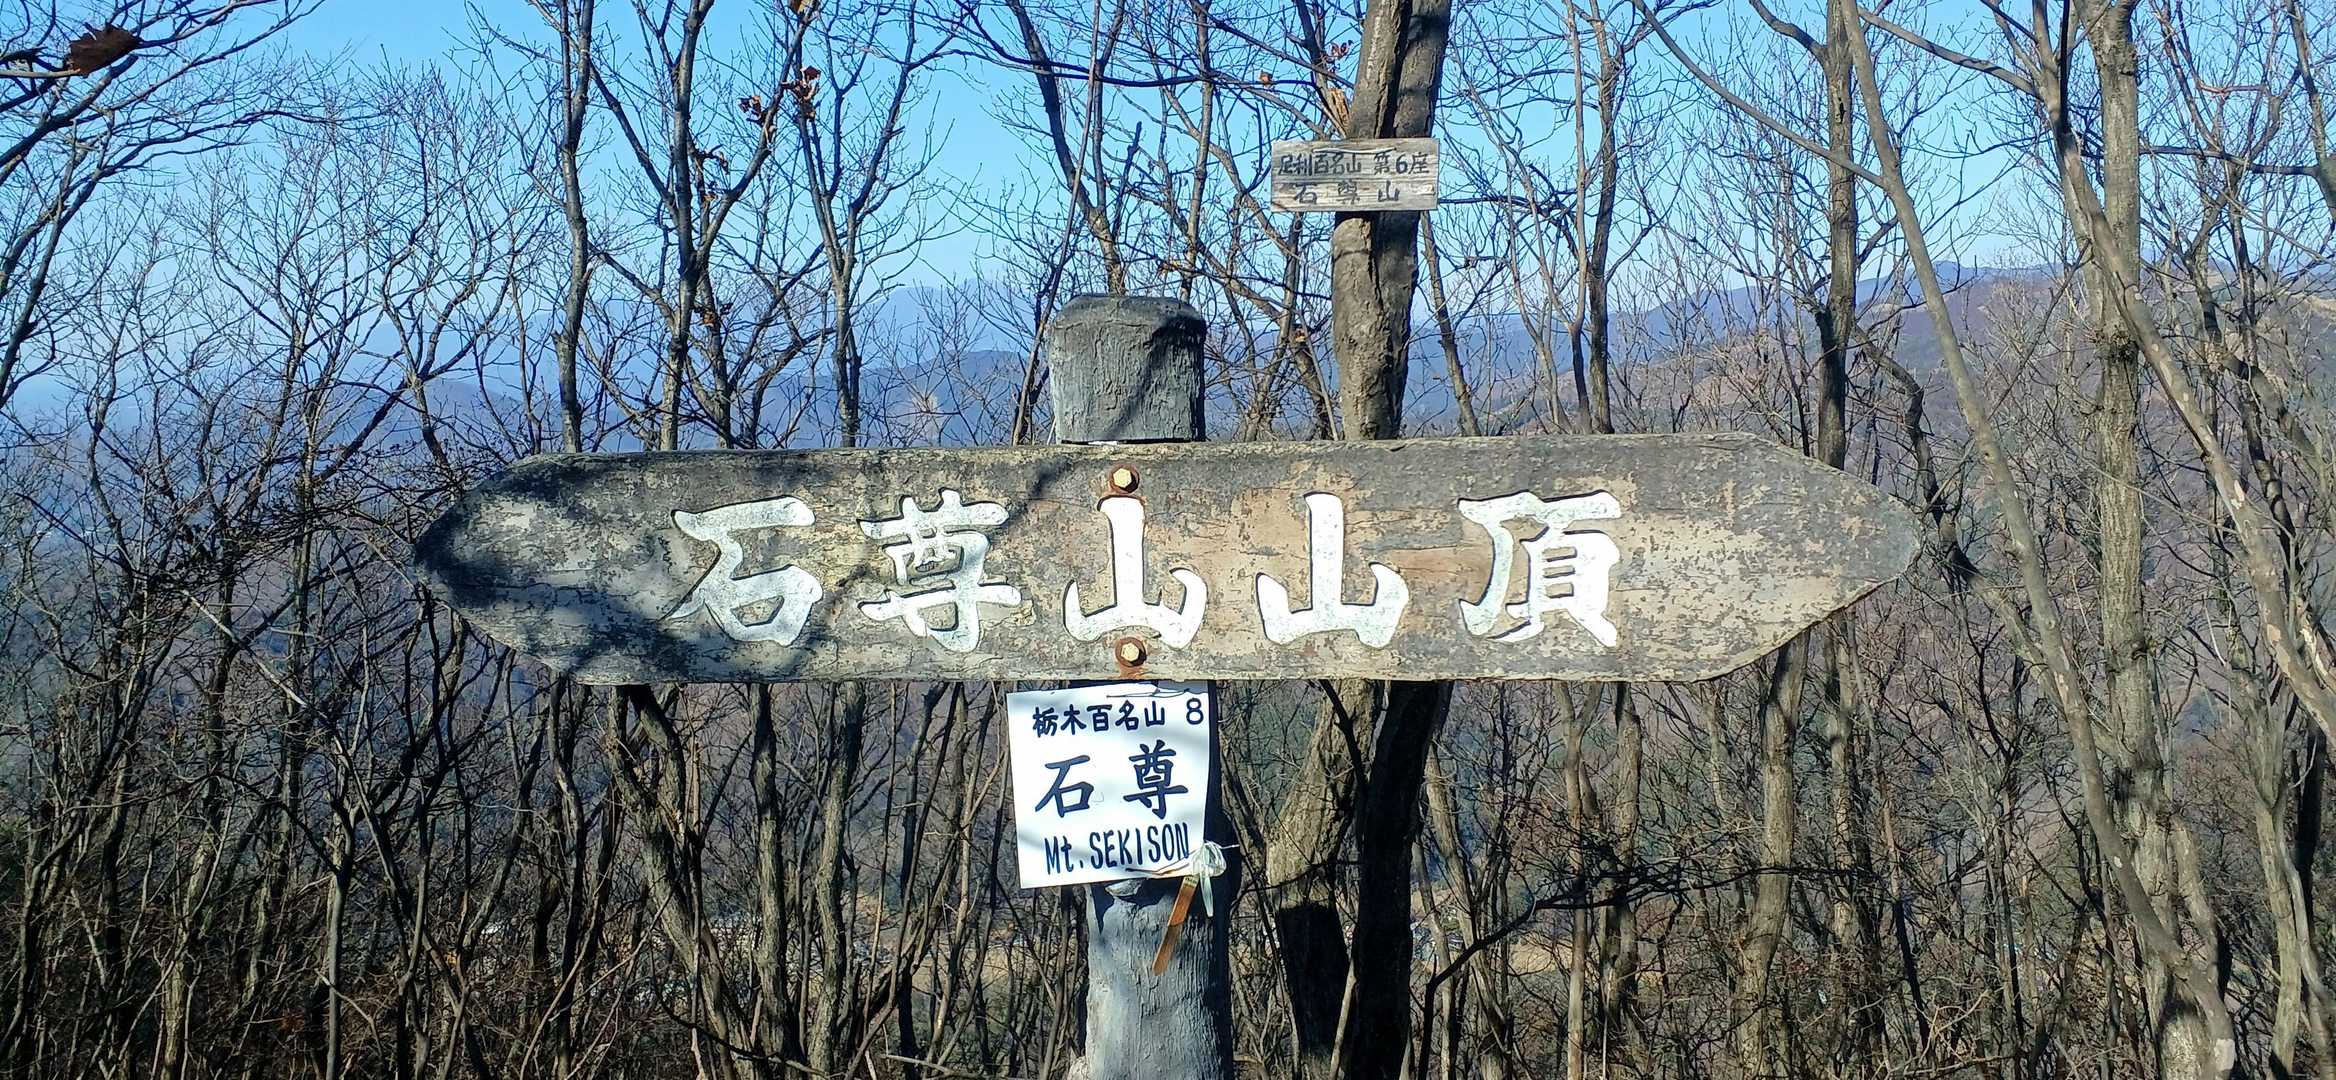 足利百名山 第6座
石尊山
石尊山山頂
栃木百名山 8
石尊
Mt. SEKISON